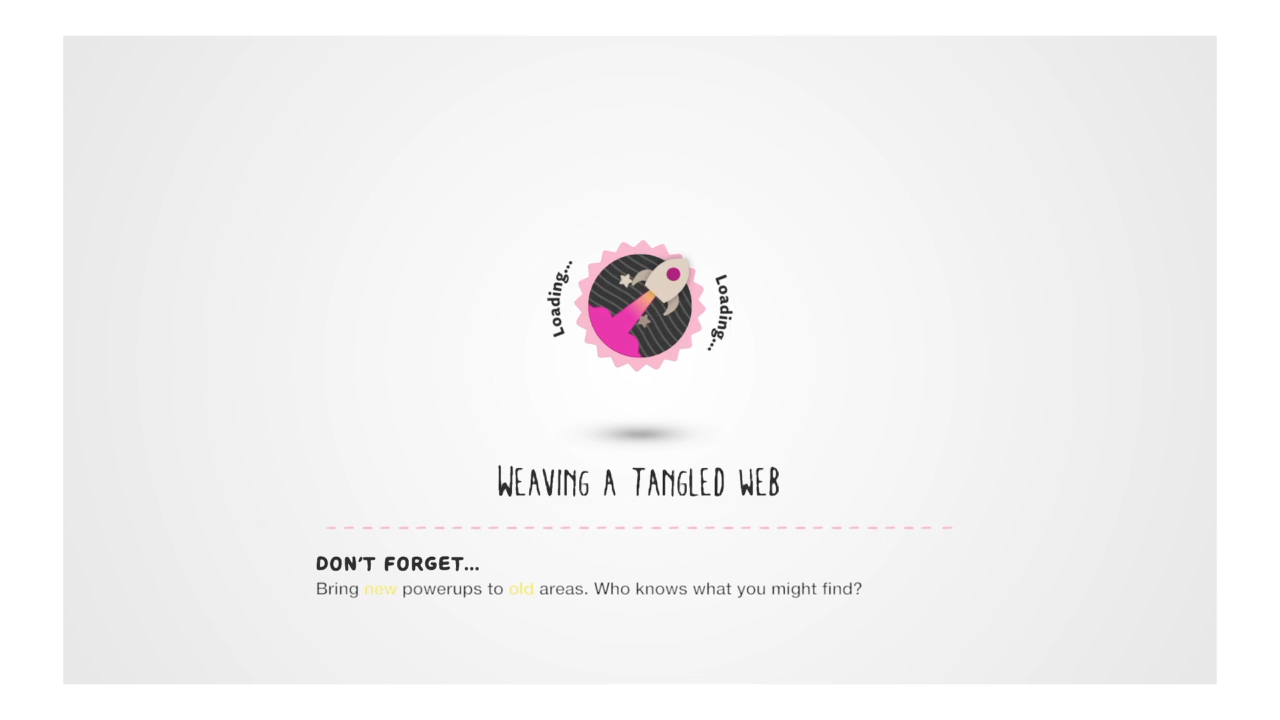 Loading...
Loading...
WEAVING A TANGLED WEB
DON'T FORGET...
Bring new powerups to old areas. Who knows what you might find?